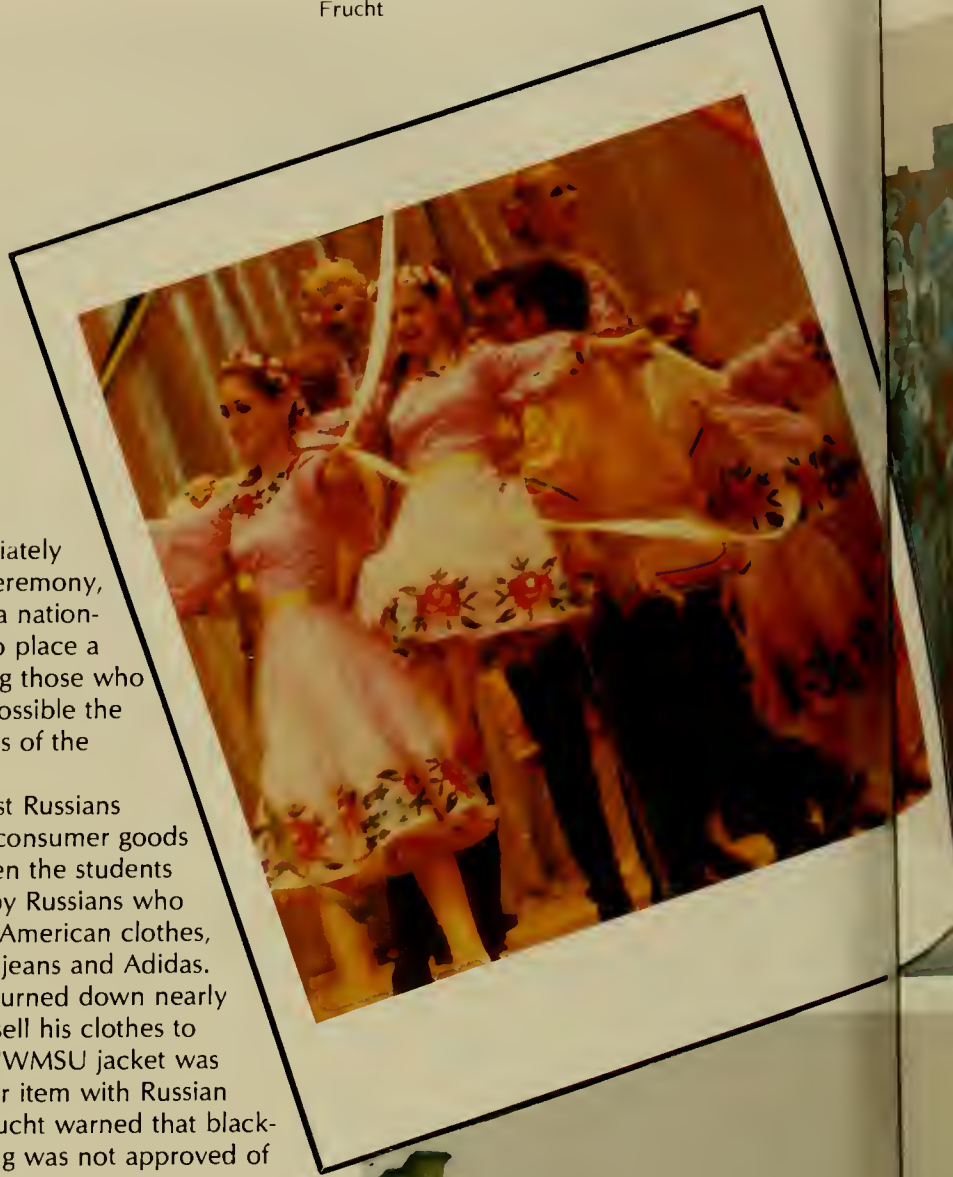 Frucht
iately
eremony,
a nation-
o place a
g those who
ossible the
s of the
st Russians
consumer goods
en the students
by Russians who
American clothes,
jeans and Adidas.
urned down nearly
sell his clothes to
WMSU jacket was
r item with Russian
ucht warned that black-
g was not approved of